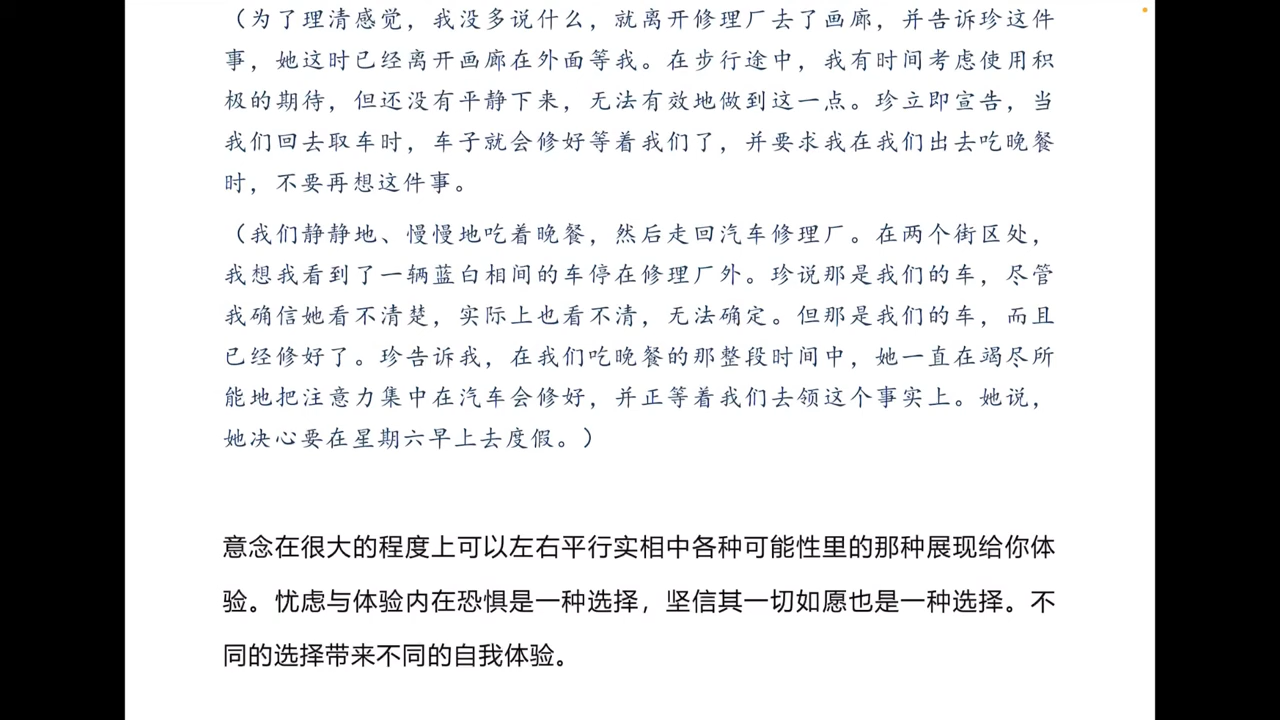 （为了理清感觉，我没多说什么，就离开修理厂去了画廊，并告诉珍这件
事，她这时已经离开画廊在外面等我。在步行途中，我有时间考虑使用积
极的期待，但还没有平静下来，无法有效地做到这一点。珍立即宣告，当
我们回去取车时，车子就会修好等着我们了，并要求我在我们出去吃晚餐
时，不要再想这件事。
（我们静静地、慢慢地吃着晚餐，然后走回汽车修理厂。在两个街区处，
我想我看到了一辆蓝白相间的车停在修理厂外。珍说那是我们的车，尽管
我确信她看不清楚，实际上也看不清，无法确定。但那是我们的车，而且
已经修好了。珍告诉我，在我们吃晚餐的那整段时间中，她一直在竭尽所
能地把注意力集中在汽车会修好，并正等着我们去领这个事实上。她说，
她决心要在星期六早上去度假。）
意念在很大的程度上可以左右平行实相中各种可能性里的那种展现给你体
验。忧虑与体验内在恐惧是一种选择，坚信其一切如愿也是一种选择。不
同的选择带来不同的自我体验。